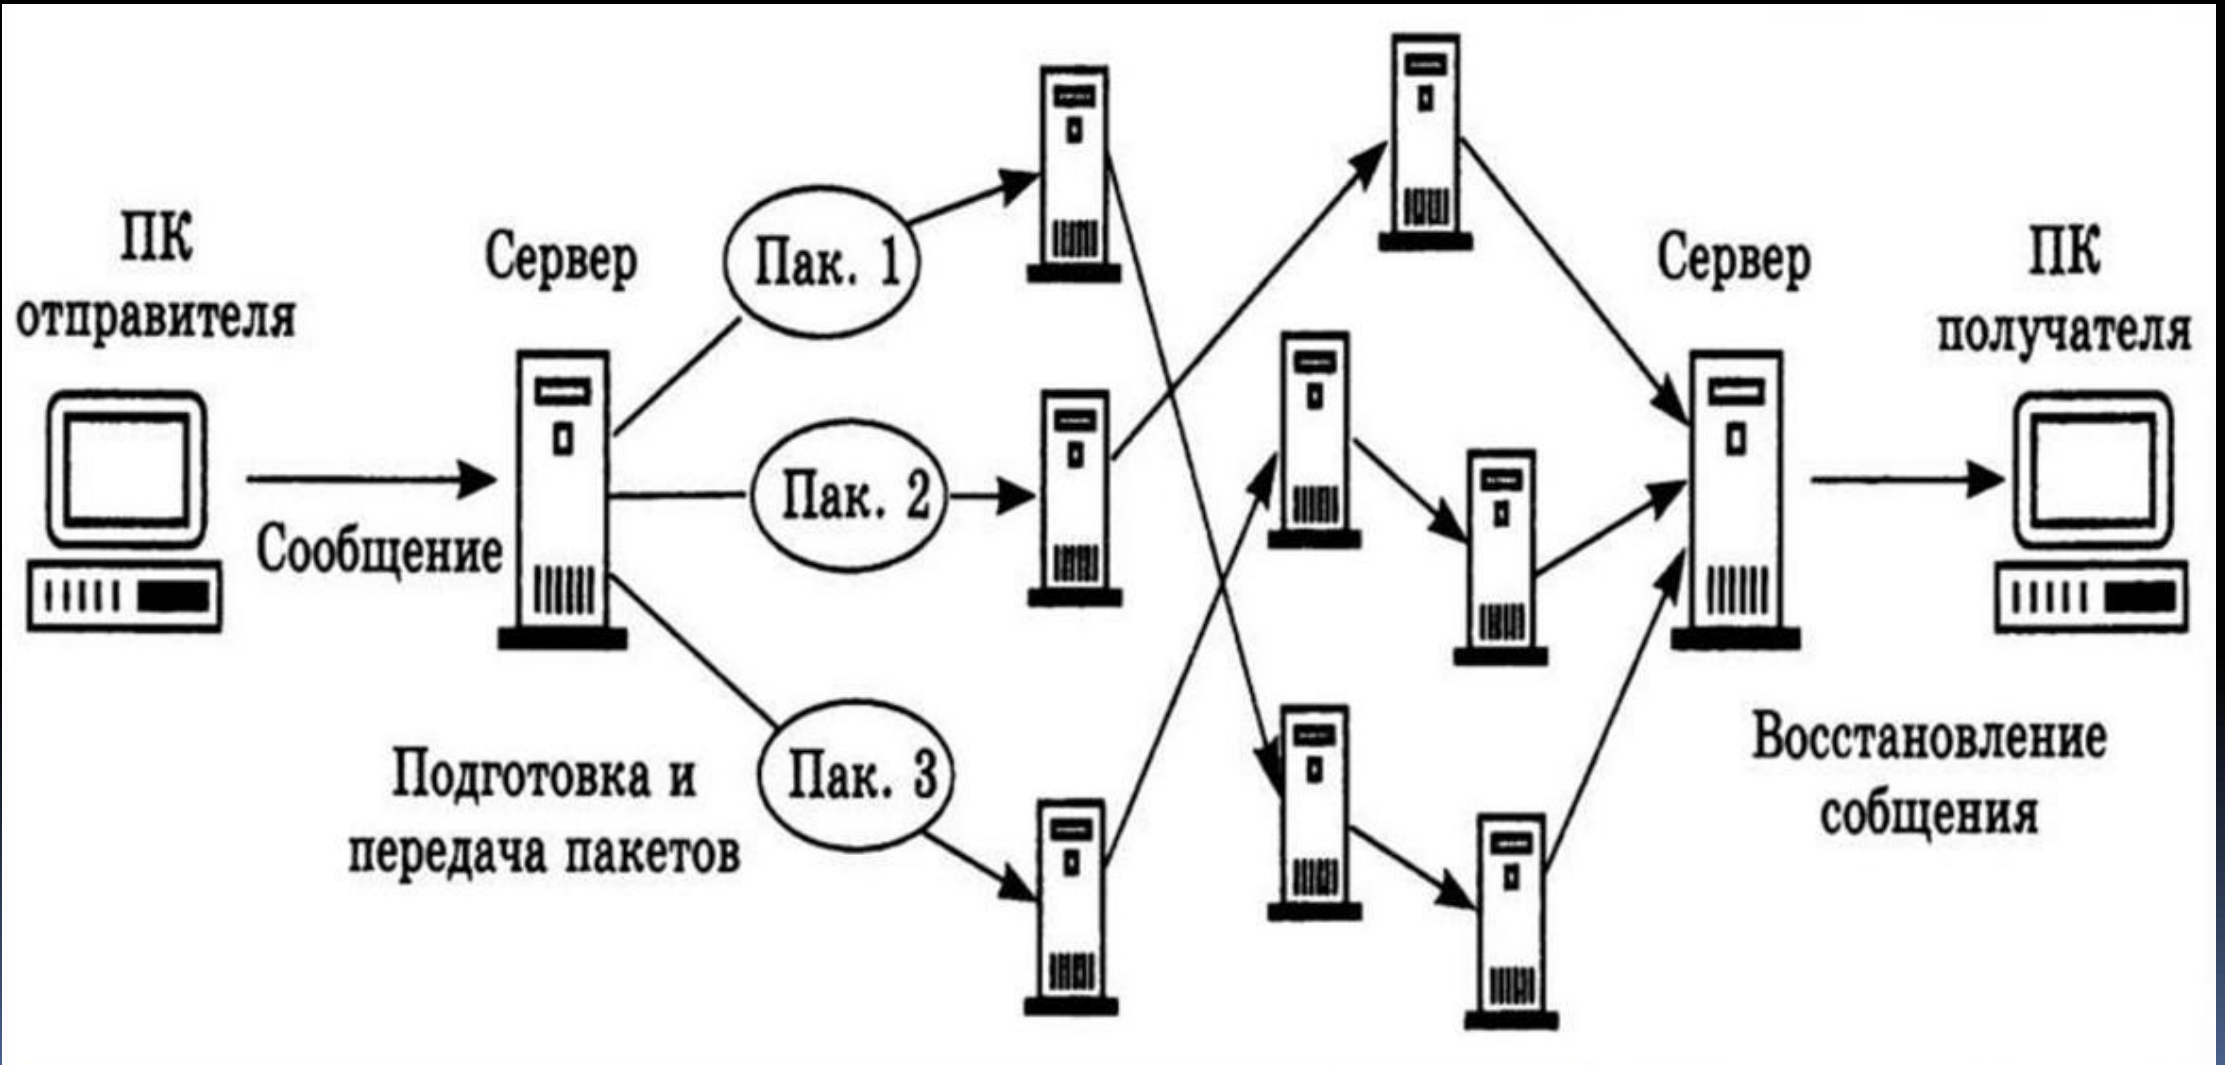 ПК
отправителя
Сообщение
Сервер
Подготовка и
передача пакетов
Пак. 1
Пак. 2
Пак. 3
Сервер
Восстановление
собщения
ПК
получателя